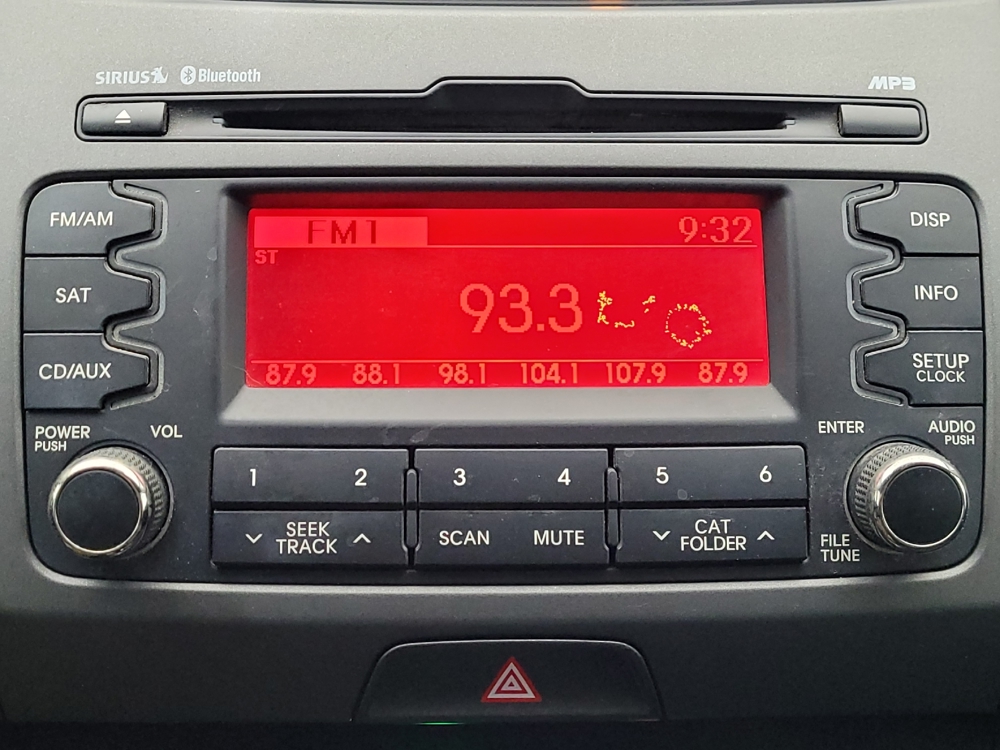 SIRIUS Bluetooth
MP3
FM/AM
FM1 9:32
DISP
ST
SAT
93.3
INFO
CD/AUX
87.9 88.1 98.1 104.1 107.9 87.9
SETUP
CLOCK
POWER
PUSH
VOL
ENTER
AUDIO
PUSH
1 2 3 4 5 6
SEEK
TRACK
SCAN
MUTE
CAT
FOLDER
FILE
TUNE